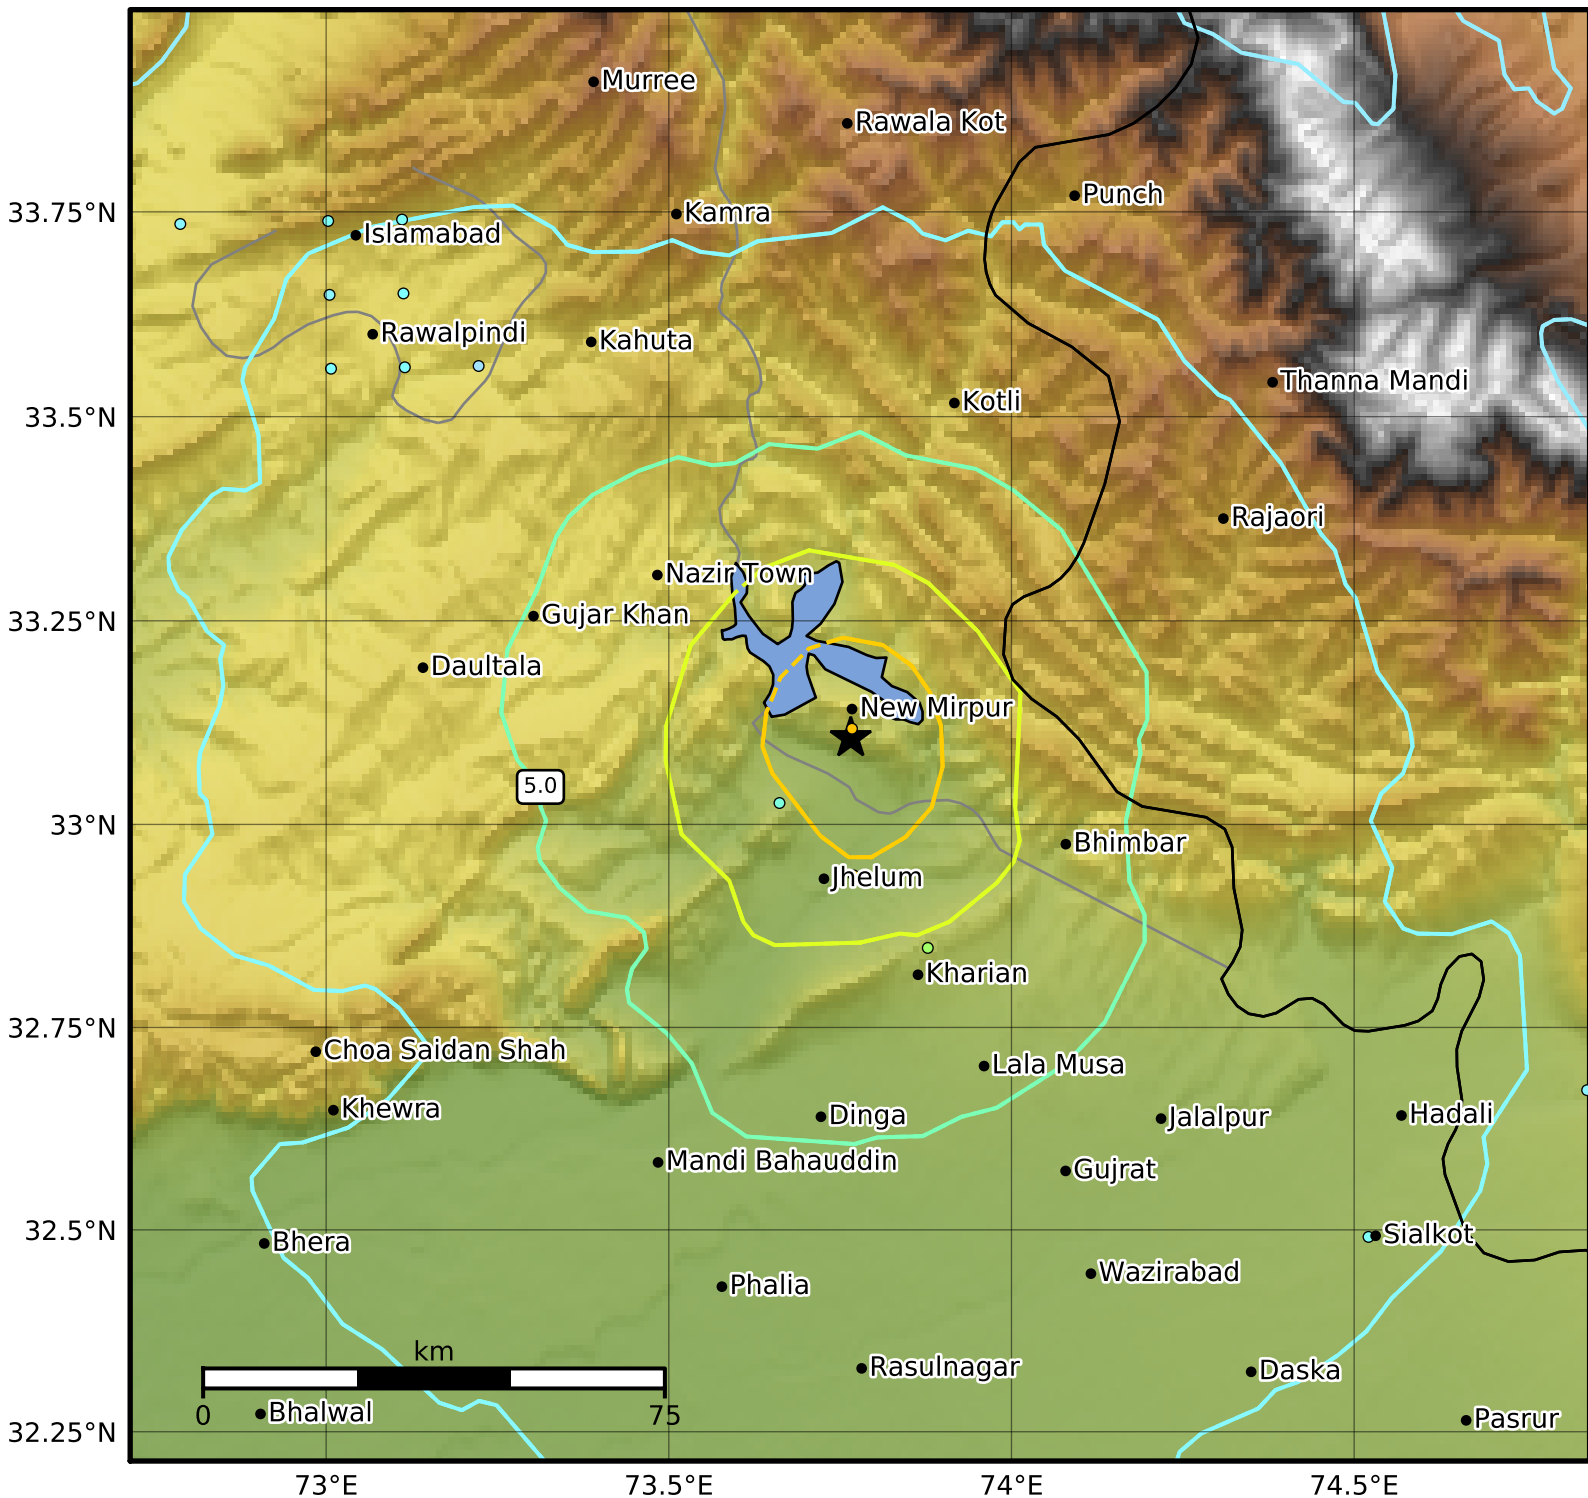 Murree
Rawala Kot
Punch
33.75°N
Kamra
Islamabad
Rawalpindi
Kahuta
Thanna Mandi
33.5°N
Kotli
Rajaori
Nazir Town
33.25°N
Gujar Khan
Daultala
New Mirpur
5.0
33°N
Bhimbar
Jhelum
Kharian
32.75°N
Choa Saidan Shah
Lala Musa
Khewra
Dinga
Jalalpur
Hadali
Mandi Bahauddin
Gujrat
32.5°N
Bhera
Sialkot
Phalia
Wazirabad
km
Rasulnagar
Daska
0
75
Bhalwal
Pasrur
32.25°N
73°E
73.5°E
74°E
74.5°E